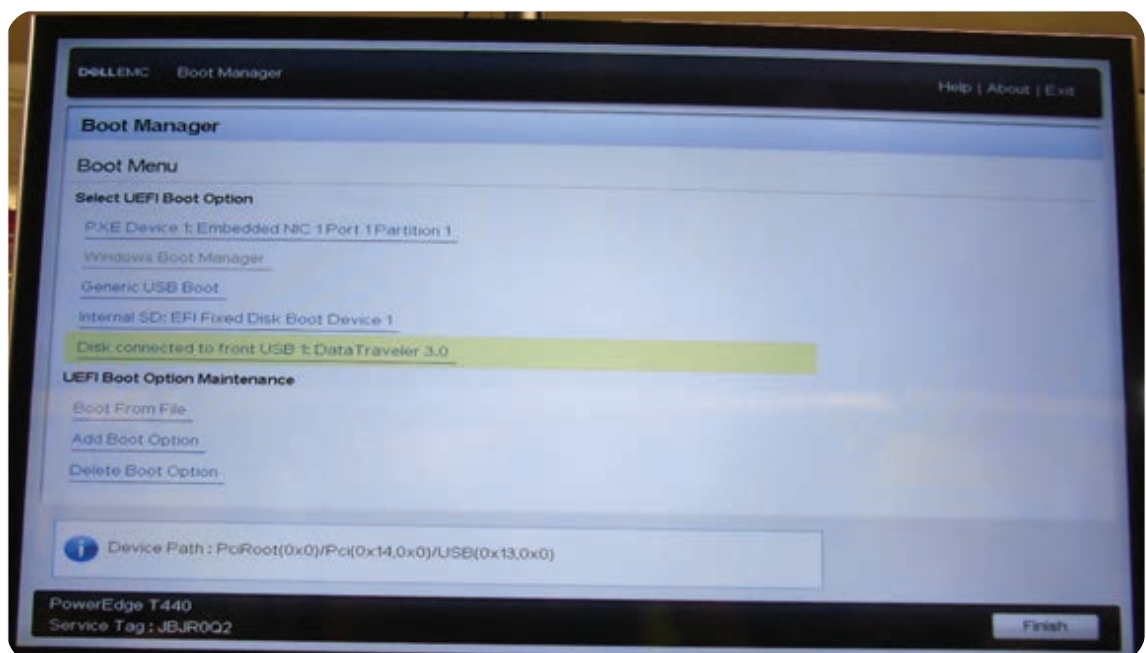 DELLEMC Boot Manager
Help | About | Exit
Boot Manager
Boot Menu
Select UEFI Boot Option
PXE Device 1: Embedded NIC 1 Port 1 Partition 1
Windows Boot Manager
Generic USB Boot
Internal SD: EFI Fixed Disk Boot Device 1
Disk connected to front USB 1: DataTraveler 3.0
UEFI Boot Option Maintenance
Boot From File
Add Boot Option
Delete Boot Option
Device Path : PciRoot(0x0)/Pci(0x14,0x0)/USB(0x13,0x0)
PowerEdge T440
Service Tag : JBJR0Q2
Finish